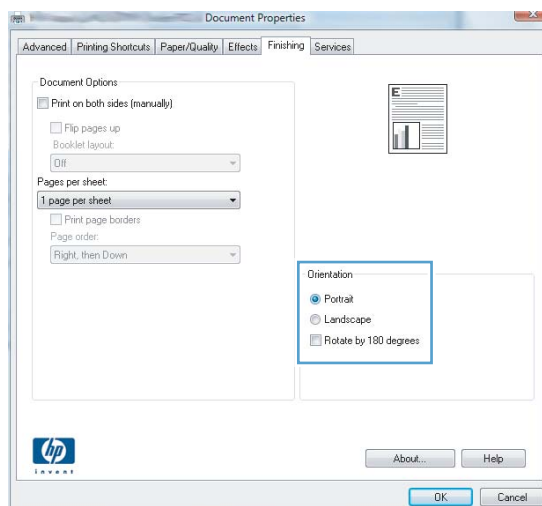 Document Properties
Advanced Printing Shortcuts Paper/Quality Effects Finishing Services
Document Options
Print on both sides (manually)
Flip pages up
Booklet layout:
Off
Pages per sheet:
1 page per sheet
Print page borders
Page order:
Right, then Down
E
Orientation
Portrait
Landscape
Rotate by 180 degrees
hp
invent
About... Help
OK Cancel